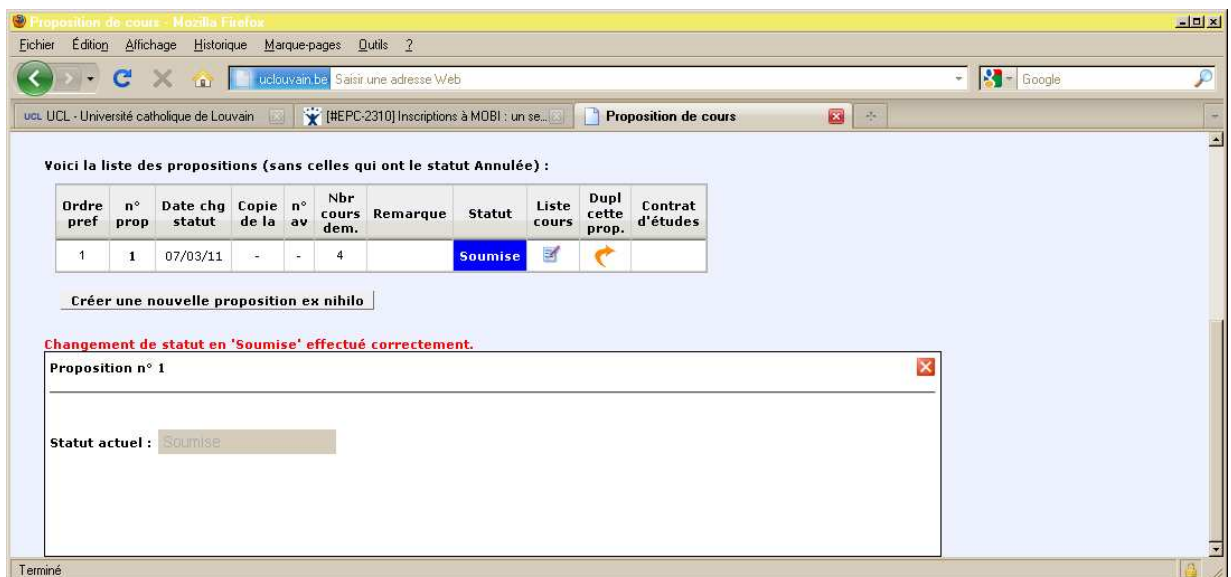 Proposition de cours - Mozilla Firefox
Fichier Édition Affichage Historique Marque-pages Outils ?
uclouvain.be Saisir une adresse Web Google
UCL UCL - Université catholique de Louvain [#EPC-2310] Inscriptions à MOBI : un se... Proposition de cours
Voici la liste des propositions (sans celles qui ont le statut Annulée) :
Ordre pref n° prop Date chg statut Copie de la n° av Nbr cours dem. Remarque Statut Liste cours Dupl cette prop. Contrat d'études
1 1 07/03/11 - - 4 Soumise
Créer une nouvelle proposition ex nihilo
Changement de statut en 'Soumise' effectué correctement.
Proposition n° 1
Statut actuel : Soumise
Terminé